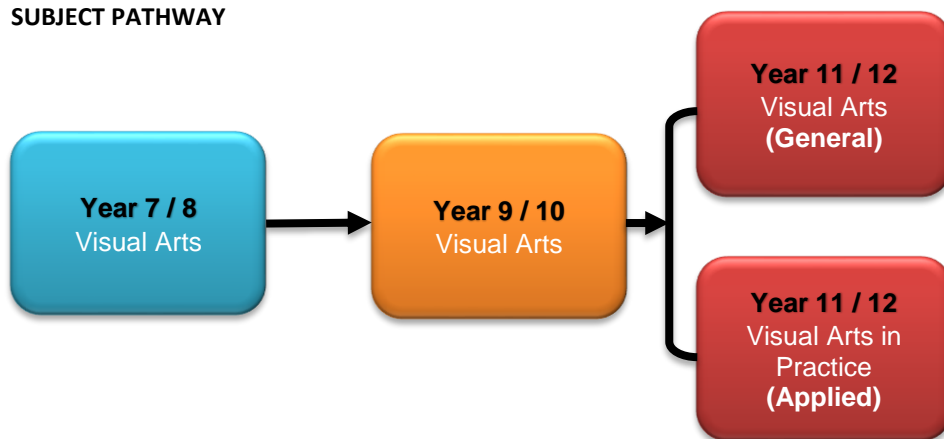 SUBJECT PATHWAY
Year 7 / 8
Visual Arts
Year 9 / 10
Visual Arts
Year 11 / 12
Visual Arts
(General)
Year 11 / 12
Visual Arts in
Practice
(Applied)